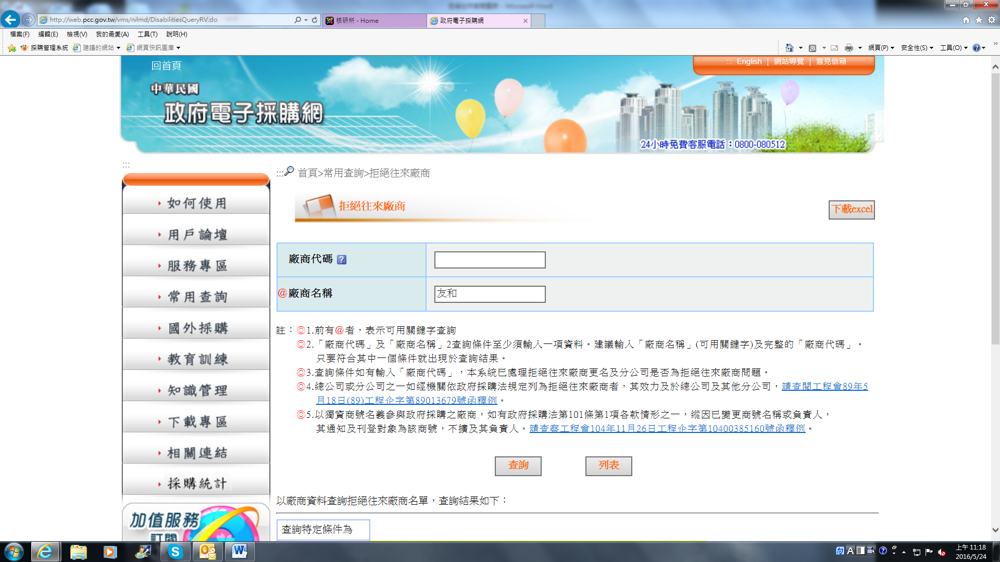 http://web.pcc.gov.tw/vms/rvlmd/DisabilitiesQueryRV.do
核研所 - Home
政府電子採購網
檔案(F) 編輯(E) 檢視(V) 我的最愛(A) 工具(T) 說明(H)
採購管理系統 建議的網站 網頁快訊圖庫
網頁(P) 安全性(S) 工具(O)
回首頁
::: English | 網站導覽 | 意見信箱
中華民國
政府電子採購網
24小時免費客服電話：0800-080512
:::
:::首頁>常用查詢>拒絕往來廠商
拒絕往來廠商
下載excel
如何使用
用戶論壇
服務專區
常用查詢
國外採購
教育訓練
知識管理
下載專區
相關連結
採購統計
加值服務
訂閱
廠商代碼
@廠商名稱 友和
註：◎1.前有@者，表示可用關鍵字查詢
◎2.「廠商代碼」及「廠商名稱」2查詢條件至少須輸入一項資料。建議輸入「廠商名稱」(可用關鍵字)及完整的「廠商代碼」。
只要符合其中一個條件就出現於查詢結果。
◎3.查詢條件如有輸入「廠商代碼」，本系統已處理拒絕往來廠商更名及分公司是否為拒絕往來廠商問題。
◎4.總公司或分公司之一如經機關依政府採購法規定列為拒絕往來廠商者，其效力及於總公司及其他分公司，請查閱工程會89年5
月18日(89)工程企字第89013679號函釋例。
◎5.以獨資商號名義參與政府採購之廠商，如有政府採購法第101條第1項各款情形之一，縱因已變更商號名稱或負責人，
其通知及刊登對象為該商號，不擴及其負責人。請查察工程會104年11月26日工程企字第10400385160號函釋例。
查詢 列表
以廠商資料查詢拒絕往來廠商名單，查詢結果如下：
查詢特定條件為
上午 11:18
2016/5/24